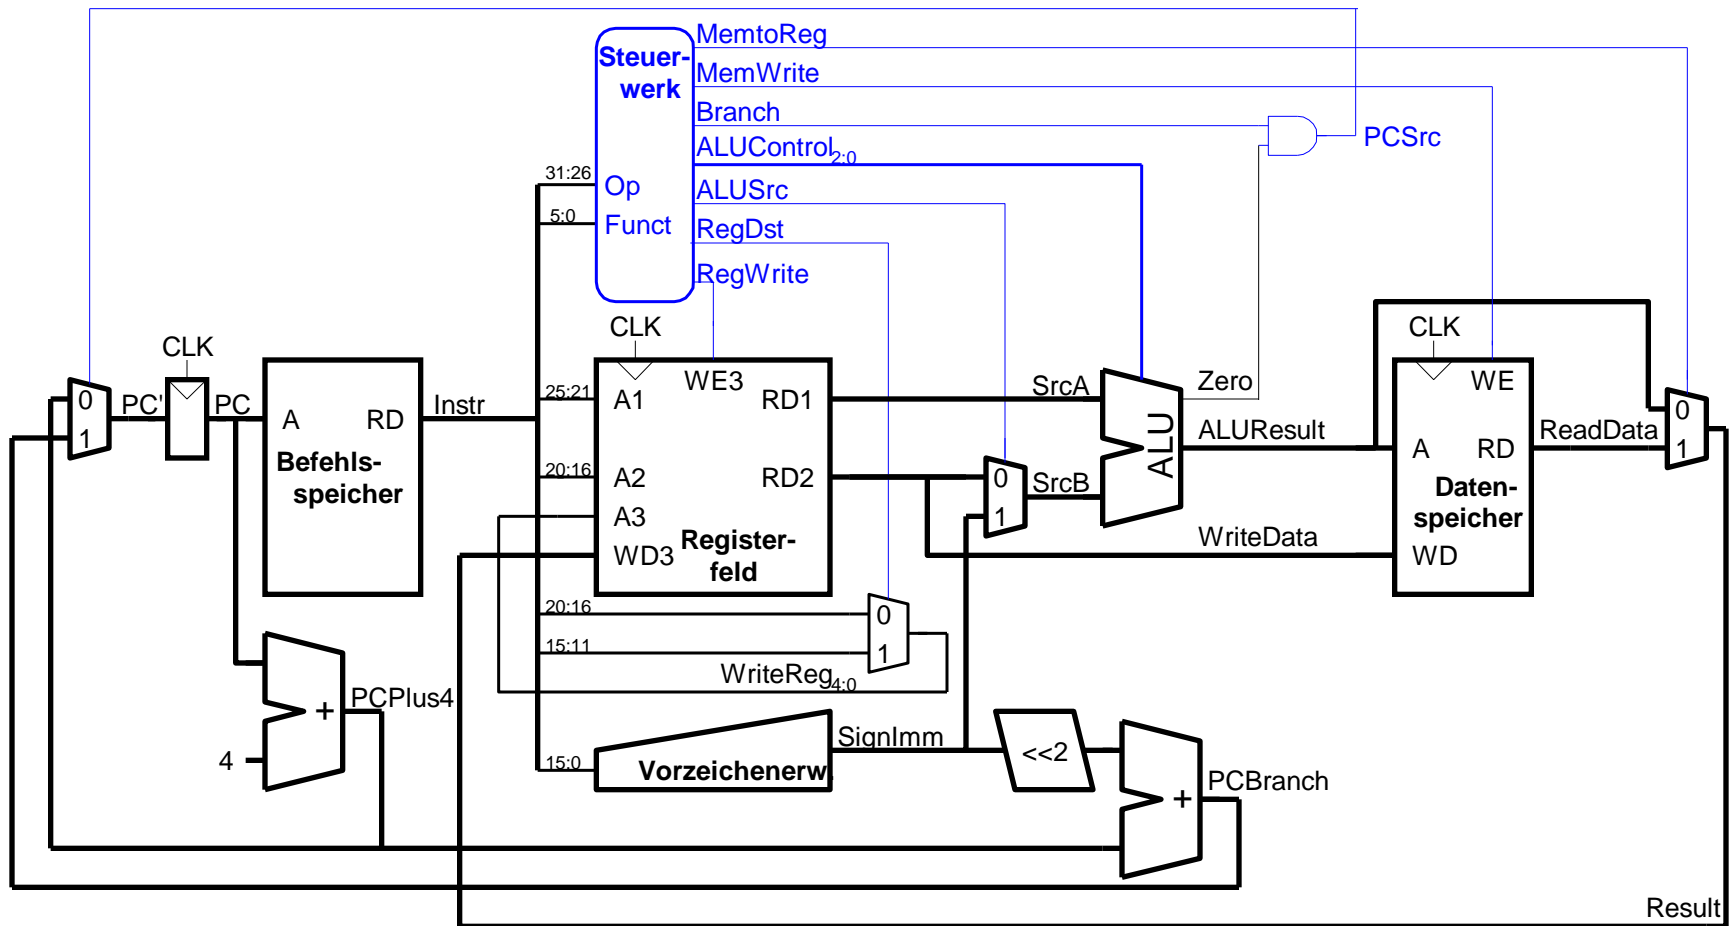 MemtoReg
Steuer-
werk
MemWrite
Branch
PCSrc
ALUControl2:0
31:26
Op
ALUSrc
5:0
Funct
RegDst
RegWrite
CLK
CLK
CLK
0
1
PC'
PC
A
RD
Befehls-
speicher
Instr
25:21
A1
WE3
RD1
SrcA
Zero
WE
0
1
20:16
A2
RD2
0
1
SrcB
ALU
ALUResult
A
RD
ReadData
Daten-
speicher
A3
WD3
Register-
feld
WriteData
WD
20:16
0
15:11
1
WriteReg4:0
PCPlus4
+
4
15:0
Vorzeichenerw.
SignImm
<<2
+
PCBranch
Result